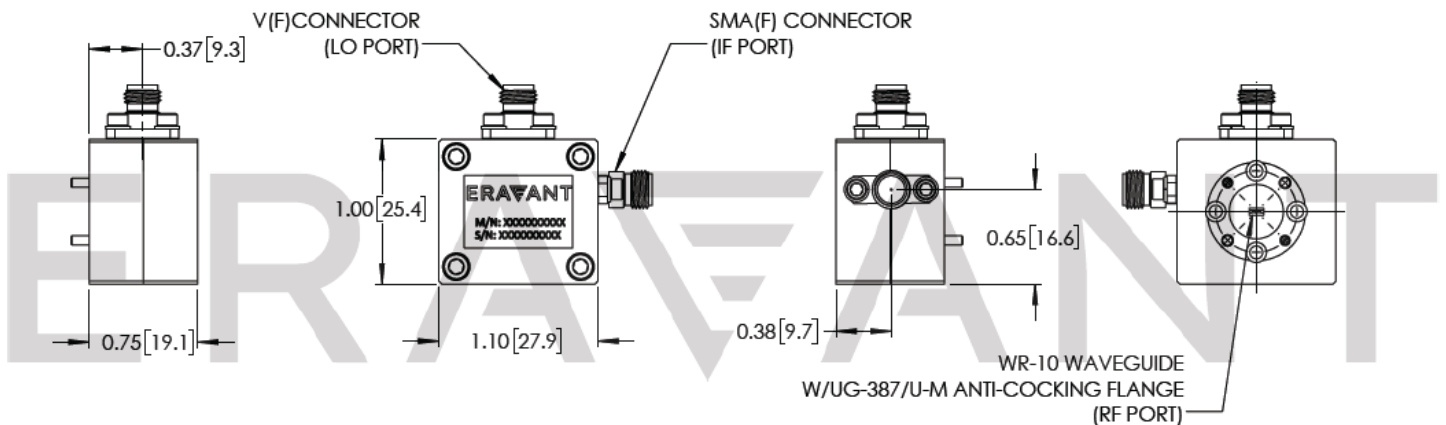 V(F)CONNECTOR
(LO PORT)
SMA(F) CONNECTOR
(IF PORT)
0.37[9.3]
ERAVANT
M/N: XXXXXXXXXX
S/N: XXXXXXXXXX
1.00[25.4]
0.65[16.6]
0.75[19.1]
1.10[27.9]
0.38[9.7]
WR-10 WAVEGUIDE
W/UG-387/U-M ANTI-COCKING FLANGE
(RF PORT)
ERAVANT